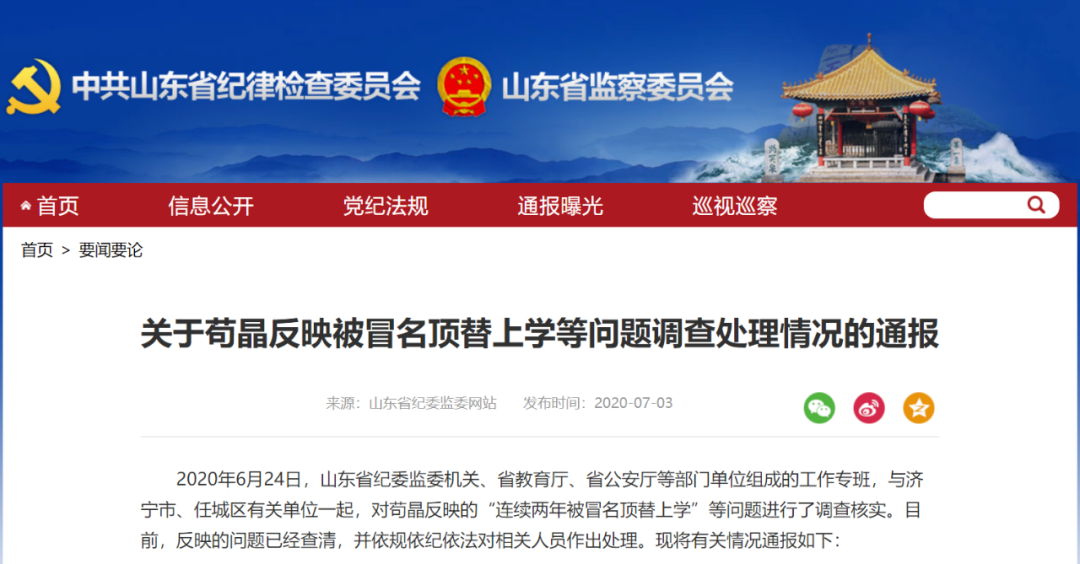 中共山东省纪律检查委员会 山东省监察委员会
首页 信息公开 党纪法规 通报曝光 巡视巡察
首页 > 要闻要论
关于苟晶反映被冒名顶替上学等问题调查处理情况的通报
来源：山东省纪委监委网站 发布时间：2020-07-03
2020年6月24日，山东省纪委监委机关、省教育厅、省公安厅等部门单位组成的工作专班，与济
宁市、任城区有关单位一起，对苟晶反映的“连续两年被冒名顶替上学”等问题进行了调查核实。目
前，反映的问题已经查清，并依规依纪依法对相关人员作出处理。现将有关情况通报如下：